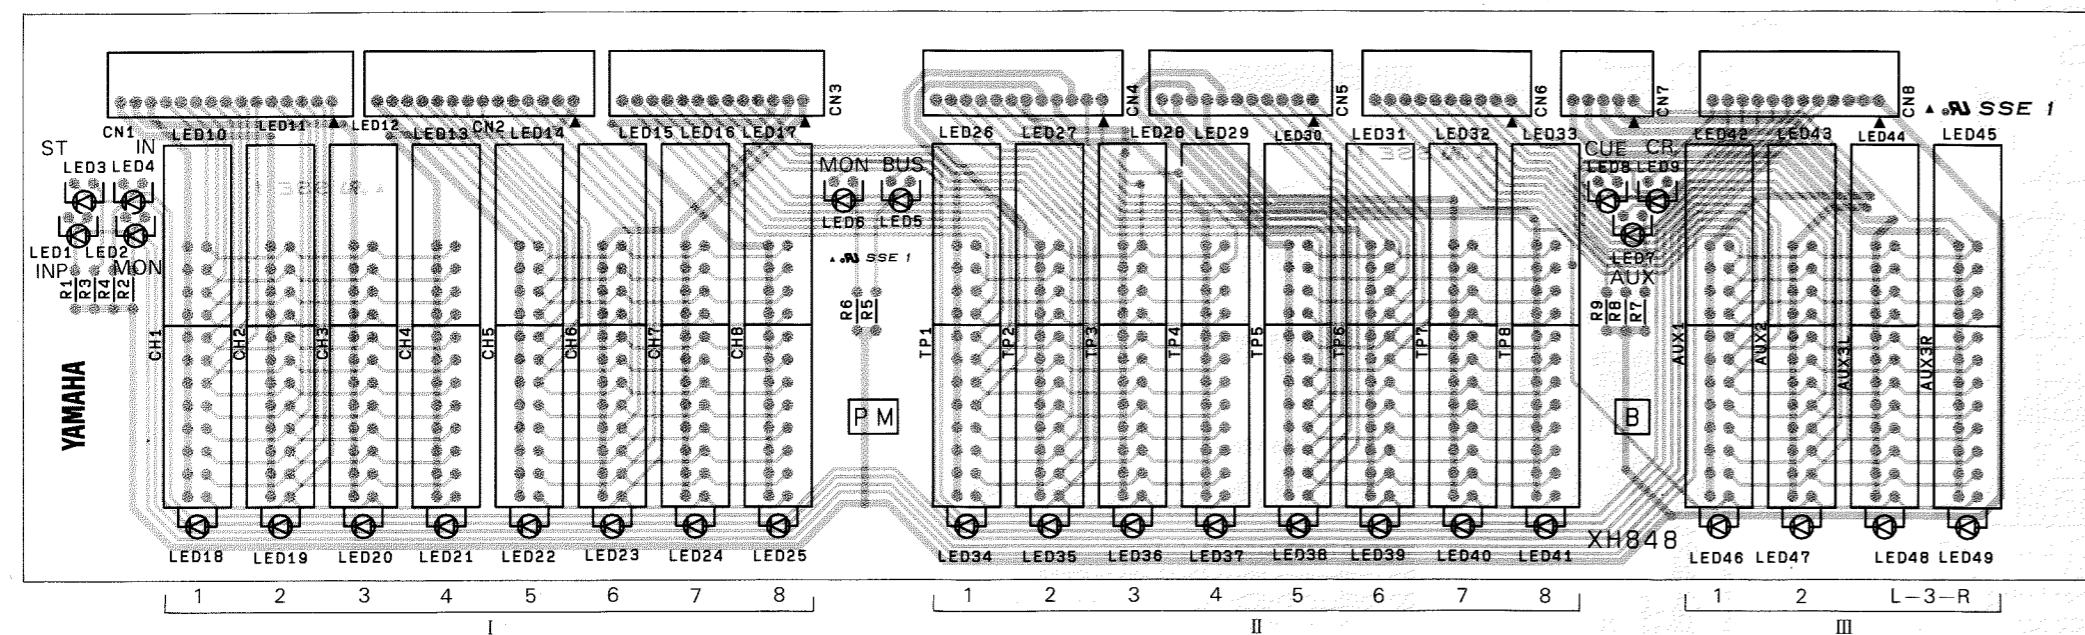 CN1 CN2 CN3 CN4 CN5 CN6 CN7 CN8
LED10 LED11 LED12 LED13 LED14 LED15 LED16 LED17 LED26 LED27 LED28 LED29 LED30 LED31 LED32 LED33 LED42 LED43 LED44 LED45
SSE 1
ST IN
LED3 LED4
LED1 LED2
INP MON
R1 R3 R4 R2
MON BUS
LED6 LED5
SSE 1
R6 R5
CUE CR
LED8 LED9
LED7
AUX
R9 R8 R7
CH1 CH2 CH3 CH4 CH5 CH6 CH7 CH8 TP1 TP2 TP3 TP4 TP5 TP6 TP7 TP8 AUX1 AUX2 AUX3L AUX3R
YAMAHA
PM B
XH848
LED18 LED19 LED20 LED21 LED22 LED23 LED24 LED25 LED34 LED35 LED36 LED37 LED38 LED39 LED40 LED41 LED46 LED47 LED48 LED49
1 2 3 4 5 6 7 8 1 2 3 4 5 6 7 8 1 2 L-3-R
I II III